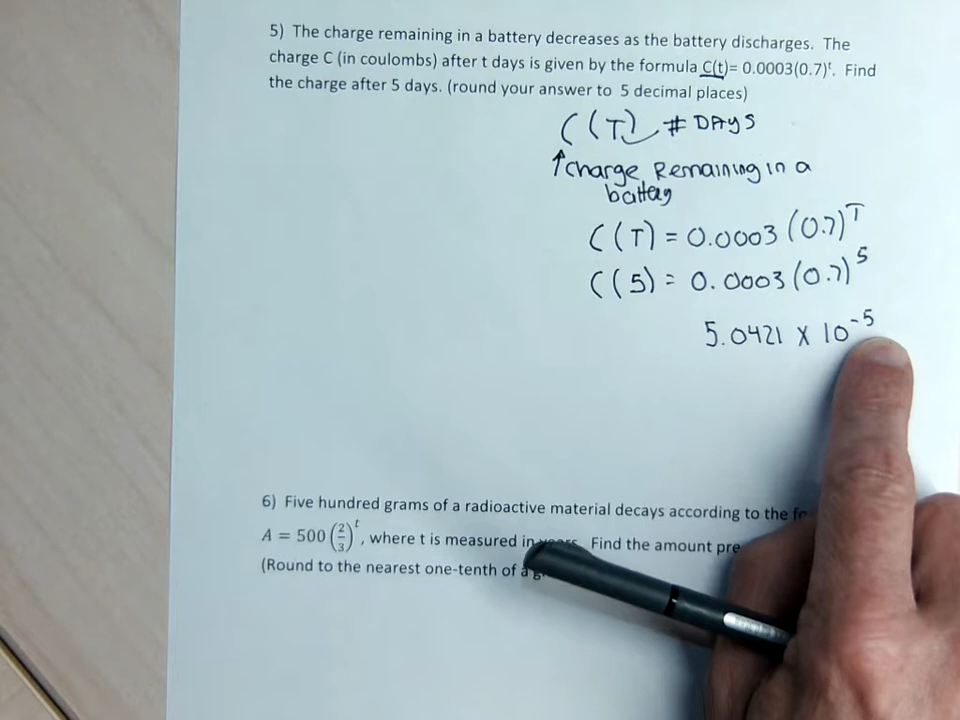 5) The charge remaining in a battery decreases as the battery discharges. The
charge C (in coulombs) after t days is given by the formula C(t)= 0.0003(0.7)ᵗ. Find
the charge after 5 days. (round your answer to 5 decimal places)
C(T) # DAYS
↑charge Remaining in a
battery
C(T) = 0.0003(0.7)ᵀ
C(5) = 0.0003(0.7)⁵
5.0421 X 10⁻⁵
6) Five hundred grams of a radioactive material decays according to the
A = 500(2/3)ᵗ, where t is measured in years. Find the amount
(Round to the nearest one-tenth of a